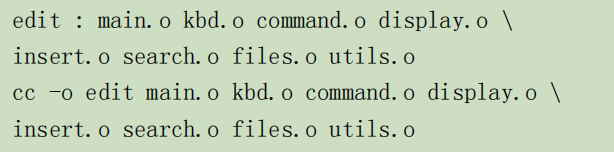 edit : main.o kbd.o command.o display.o \
insert.o search.o files.o utils.o
cc -o edit main.o kbd.o command.o display.o \
insert.o search.o files.o utils.o